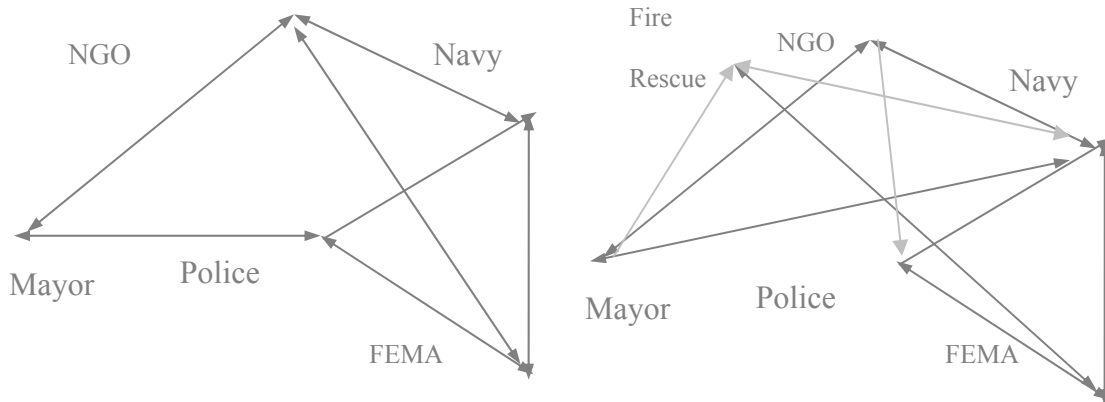 NGO
Navy
Mayor
Police
FEMA
Fire
Rescue
NGO
Navy
Mayor
Police
FEMA